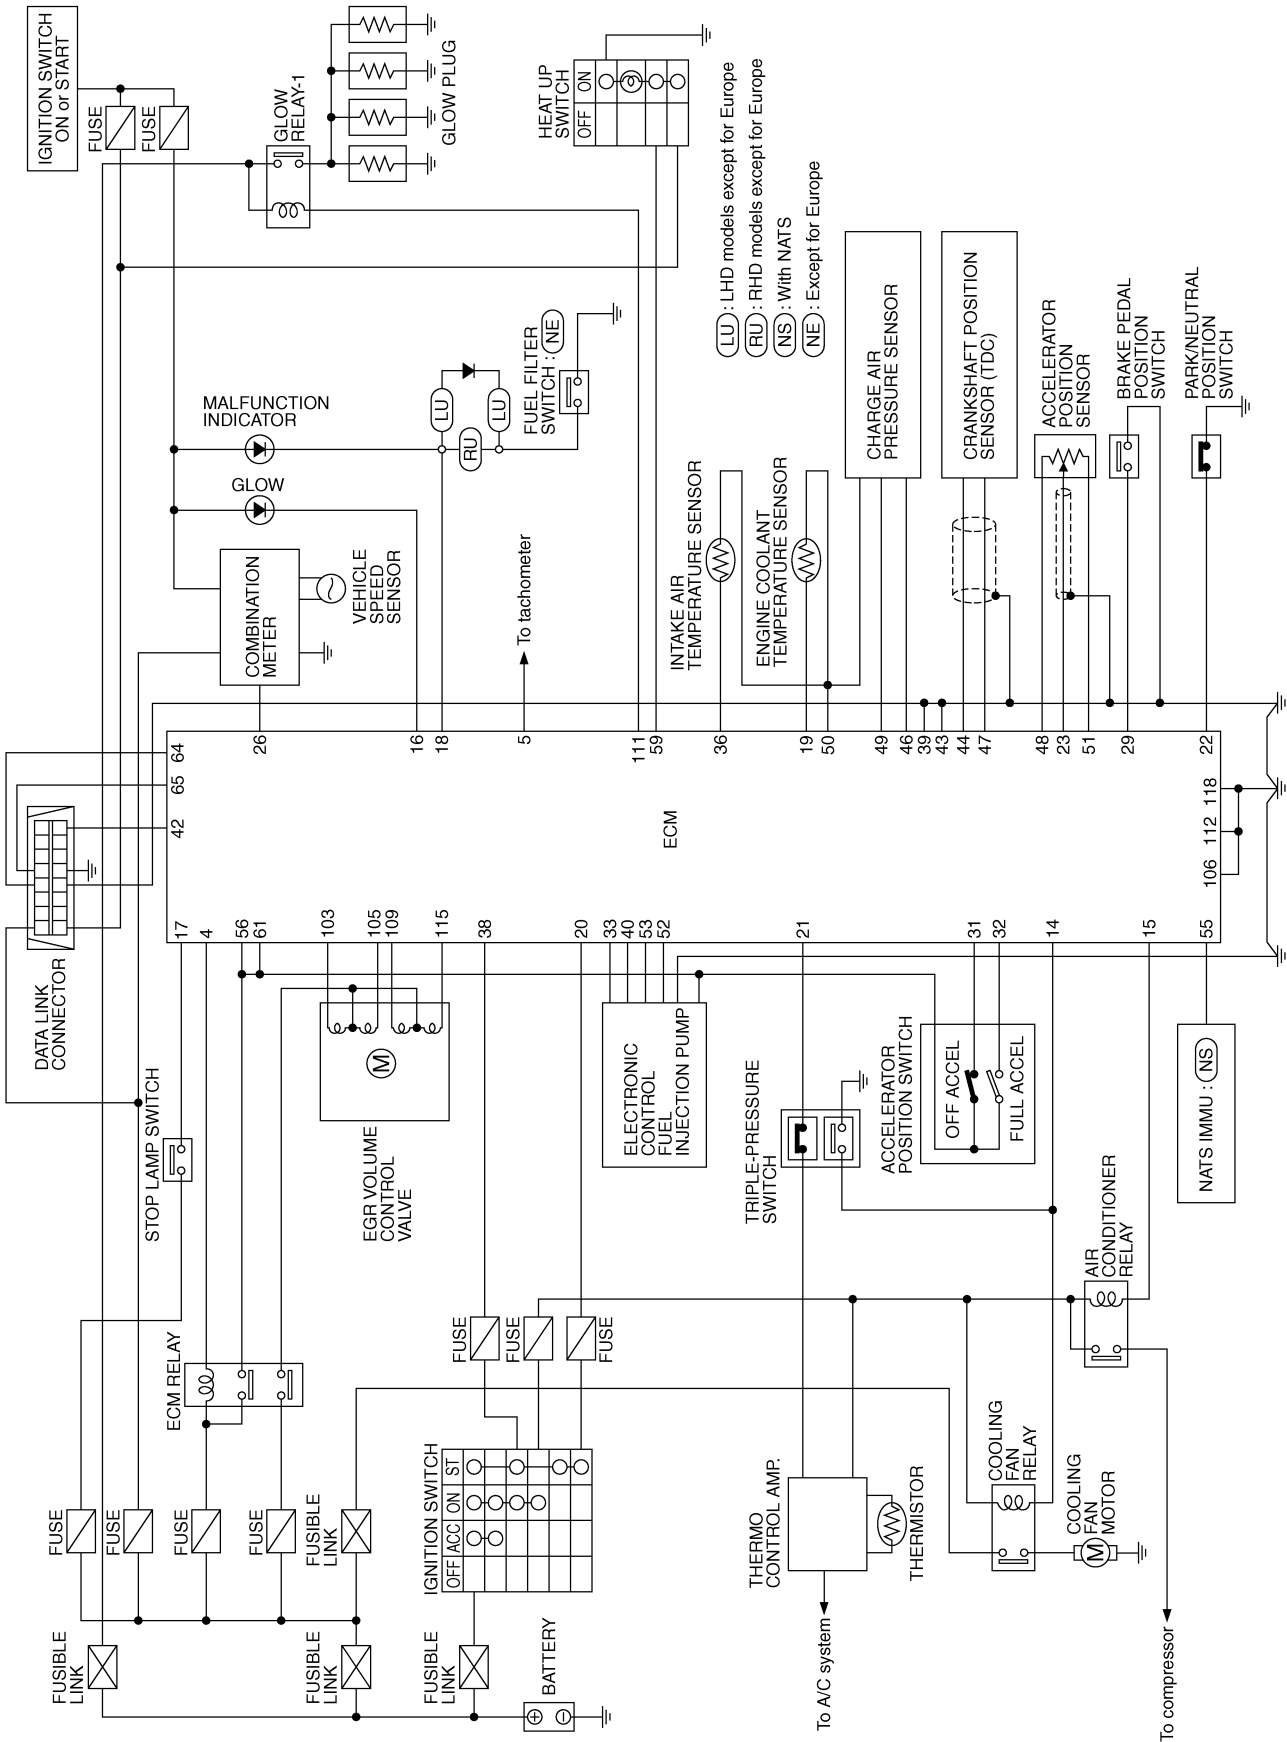 IGNITION SWITCH
ON or START
FUSE
FUSE
GLOW
RELAY-1
GLOW PLUG
HEAT UP
SWITCH
OFF
ON
LU : LHD models except for Europe
RU : RHD models except for Europe
NS : With NATS
NE : Except for Europe
MALFUNCTION
INDICATOR
GLOW
LU
LU
RU
FUEL FILTER
SWITCH : NE
COMBINATION
METER
VEHICLE
SPEED
SENSOR
To tachometer
INTAKE AIR
TEMPERATURE SENSOR
ENGINE COOLANT
TEMPERATURE SENSOR
CHARGE AIR
PRESSURE SENSOR
CRANKSHAFT POSITION
SENSOR (TDC)
ACCELERATOR
POSITION
SENSOR
BRAKE PEDAL
POSITION
SWITCH
PARK/NEUTRAL
POSITION
SWITCH
64
65
42
26
16
18
5
111
59
36
19
50
49
46
39
43
44
47
48
23
51
29
22
118
112
106
ECM
17
4
56
61
103
105
109
115
38
20
33
40
53
52
21
31
32
14
15
55
DATA LINK
CONNECTOR
STOP LAMP SWITCH
M
EGR VOLUME
CONTROL
VALVE
ELECTRONIC
CONTROL
FUEL
INJECTION PUMP
TRIPLE-PRESSURE
SWITCH
ACCELERATOR
POSITION SWITCH
OFF ACCEL
FULL ACCEL
NATS IMMU : NS
ECM RELAY
FUSE
FUSE
FUSE
AIR
CONDITIONER
RELAY
FUSE
FUSE
FUSE
FUSE
FUSIBLE
LINK
IGNITION SWITCH
OFF
ACC
ON
ST
THERMO
CONTROL AMP.
THERMISTOR
COOLING
FAN
RELAY
COOLING
FAN
MOTOR
M
FUSIBLE
LINK
FUSIBLE
LINK
FUSIBLE
LINK
BATTERY
To A/C system
To compressor